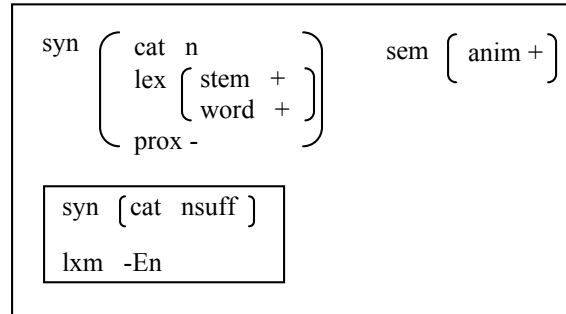 syn cat n sem anim +
lex stem +
word +
prox -
syn cat nsuff
lxm -En